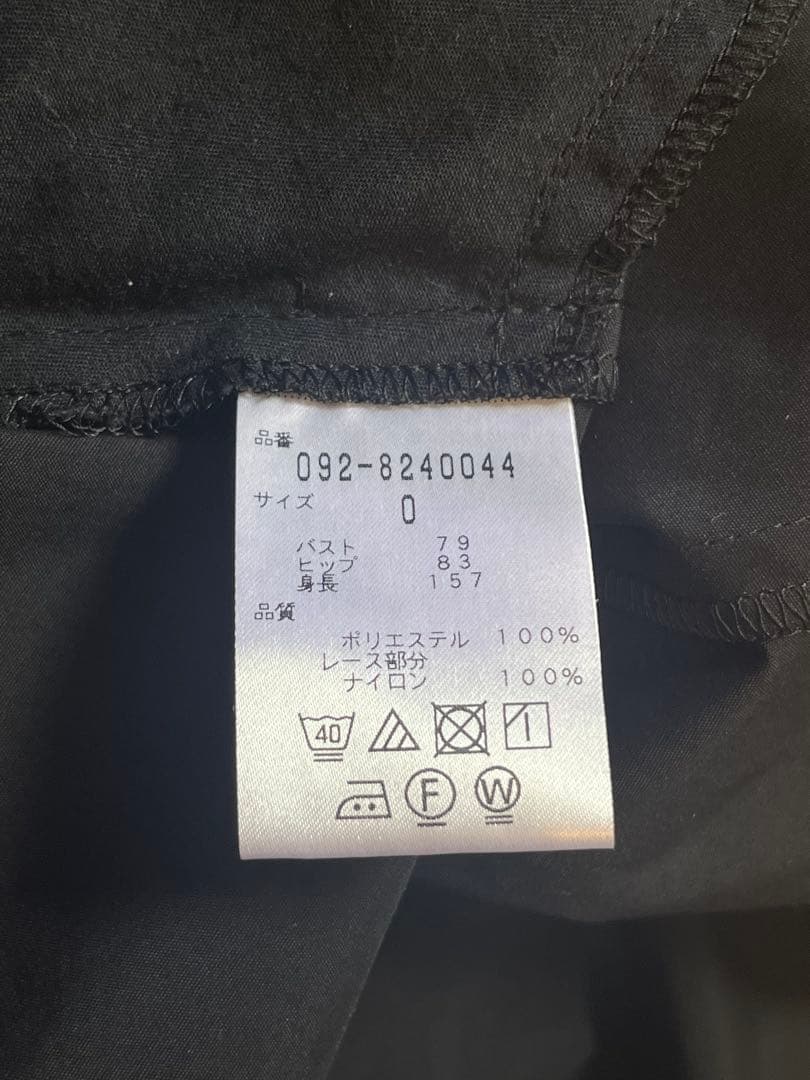 品番
092-8240044
サイズ 0
バスト 79
ヒップ 83
身長 157
品質
ポリエステル 100%
レース部分
ナイロン 100%
40
F W